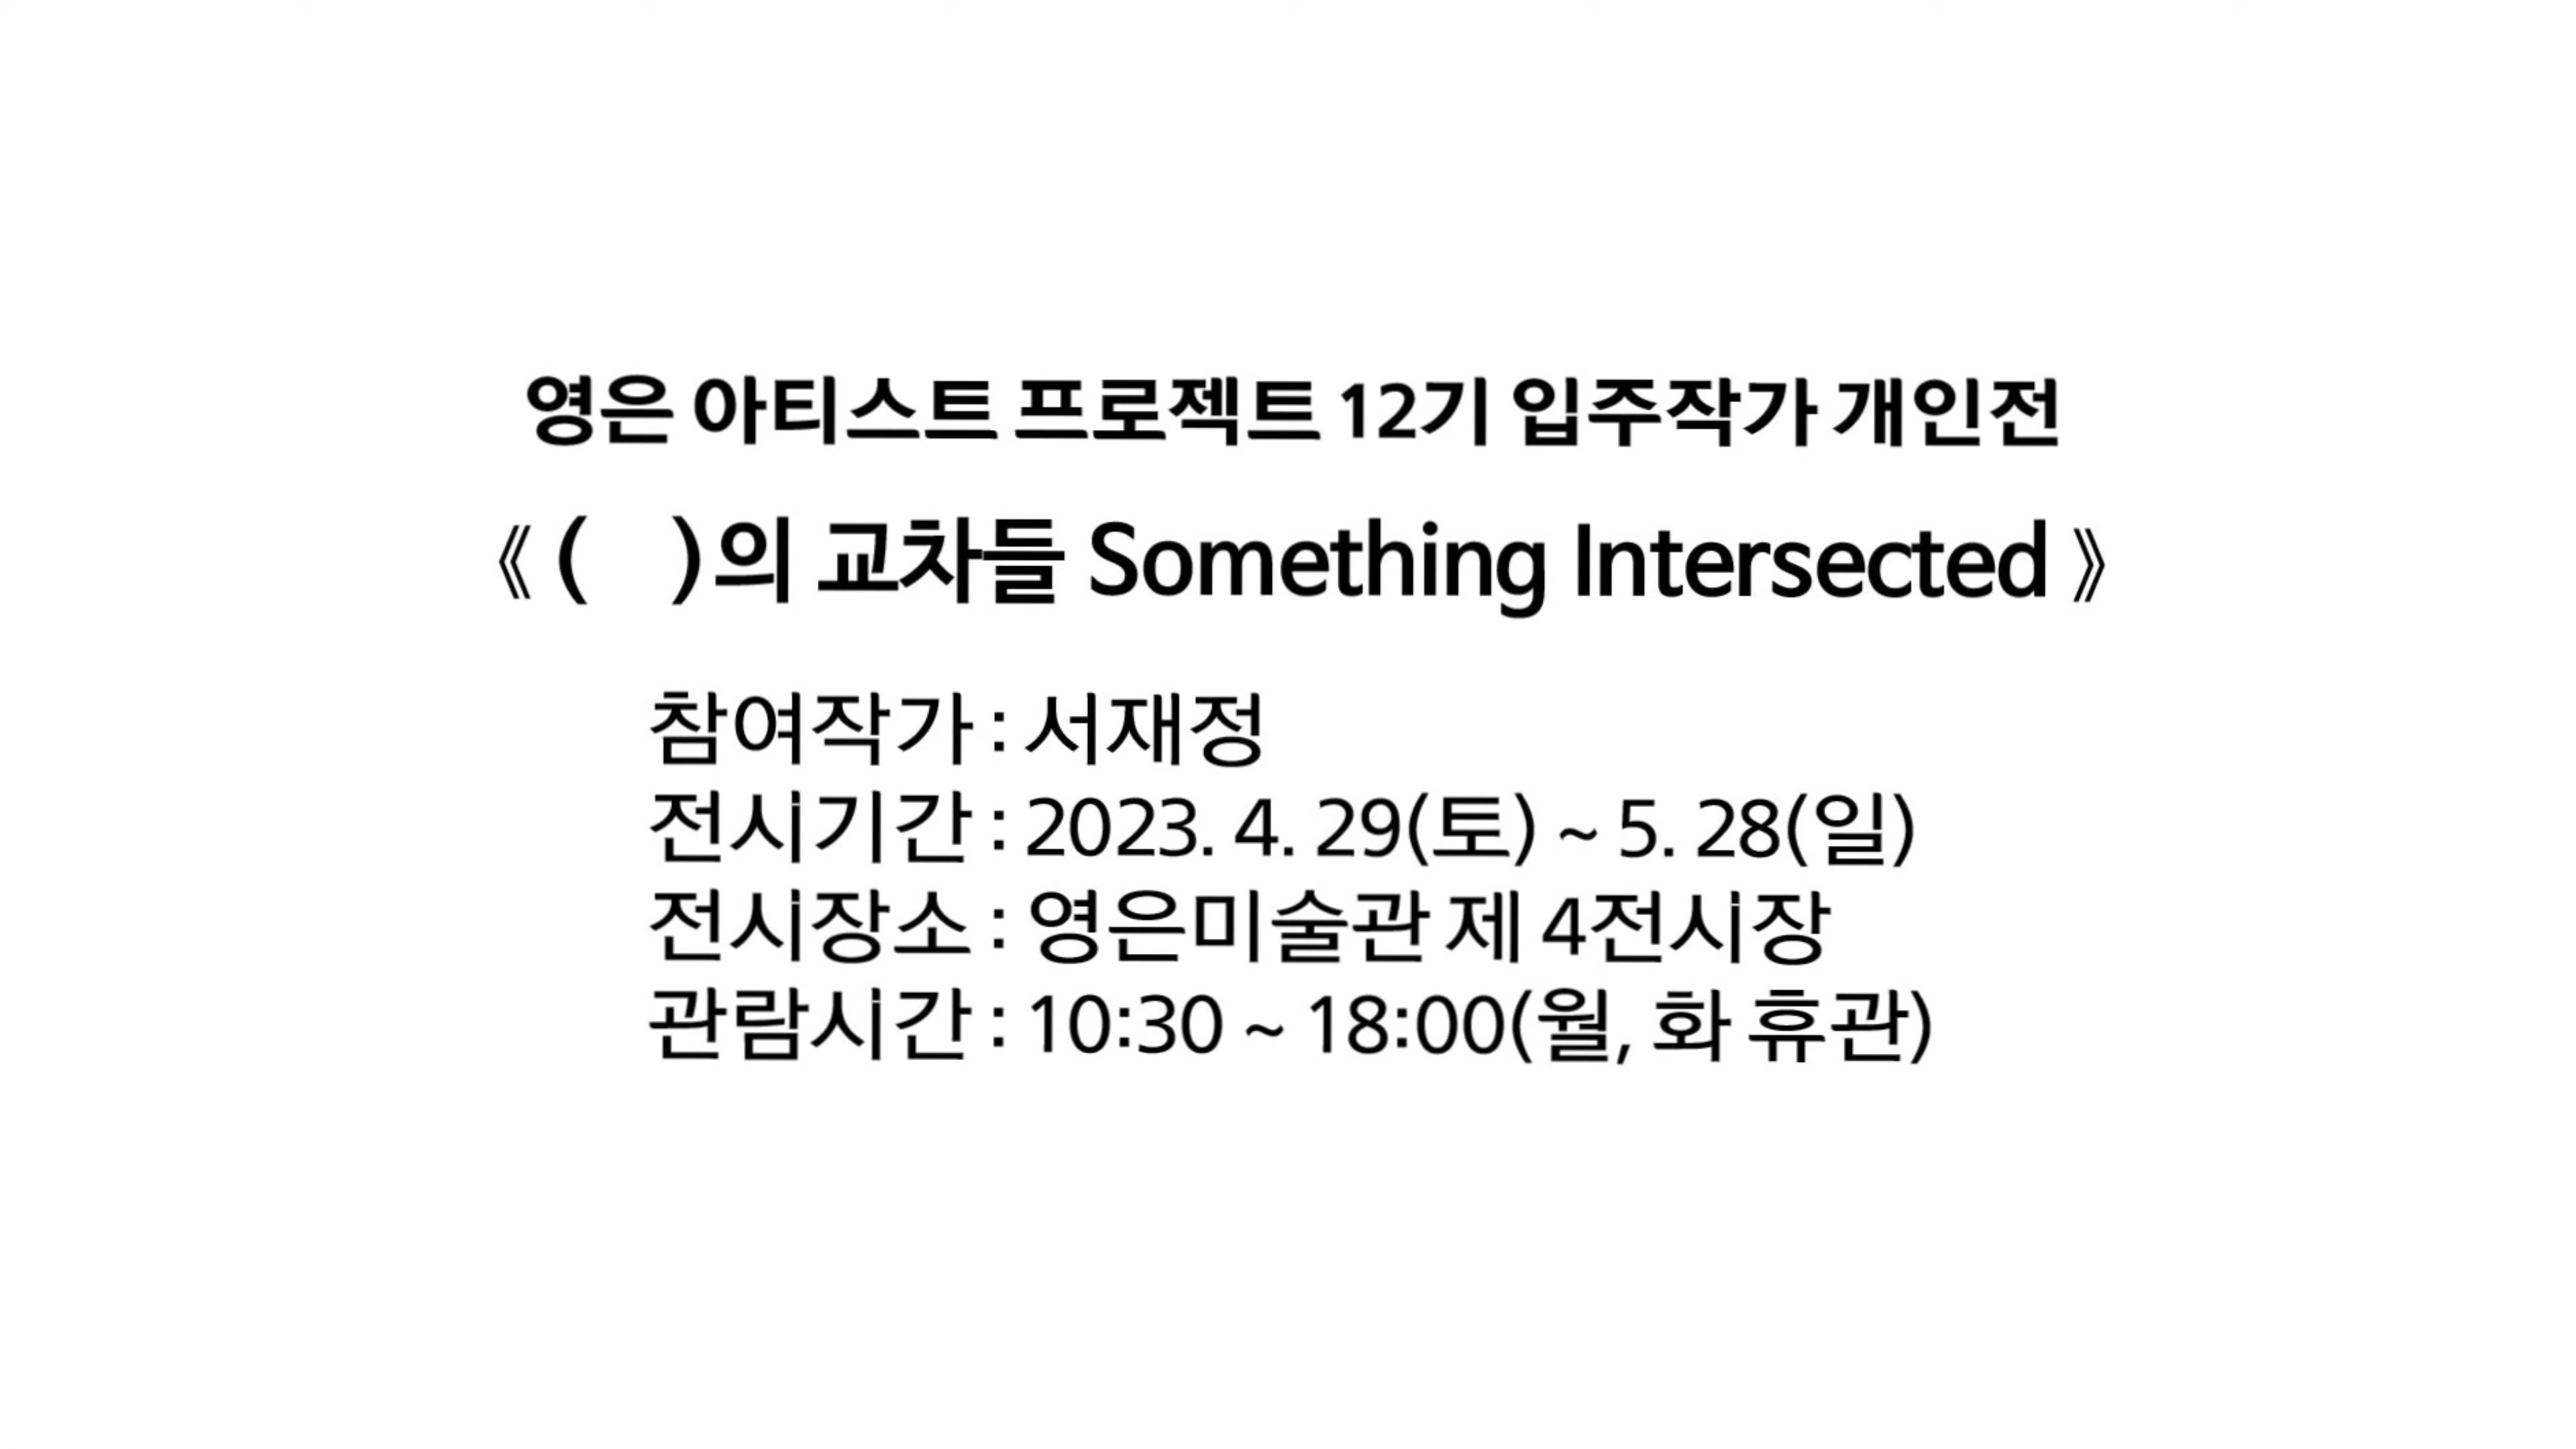 영은 아티스트 프로젝트 12기 입주작가 개인전
《 (   )의 교차들 Something Intersected 》
참여작가 : 서재정
전시기간 : 2023. 4. 29(토) ~ 5. 28(일)
전시장소 : 영은미술관 제 4전시장
관람시간 : 10:30 ~ 18:00(월, 화 휴관)